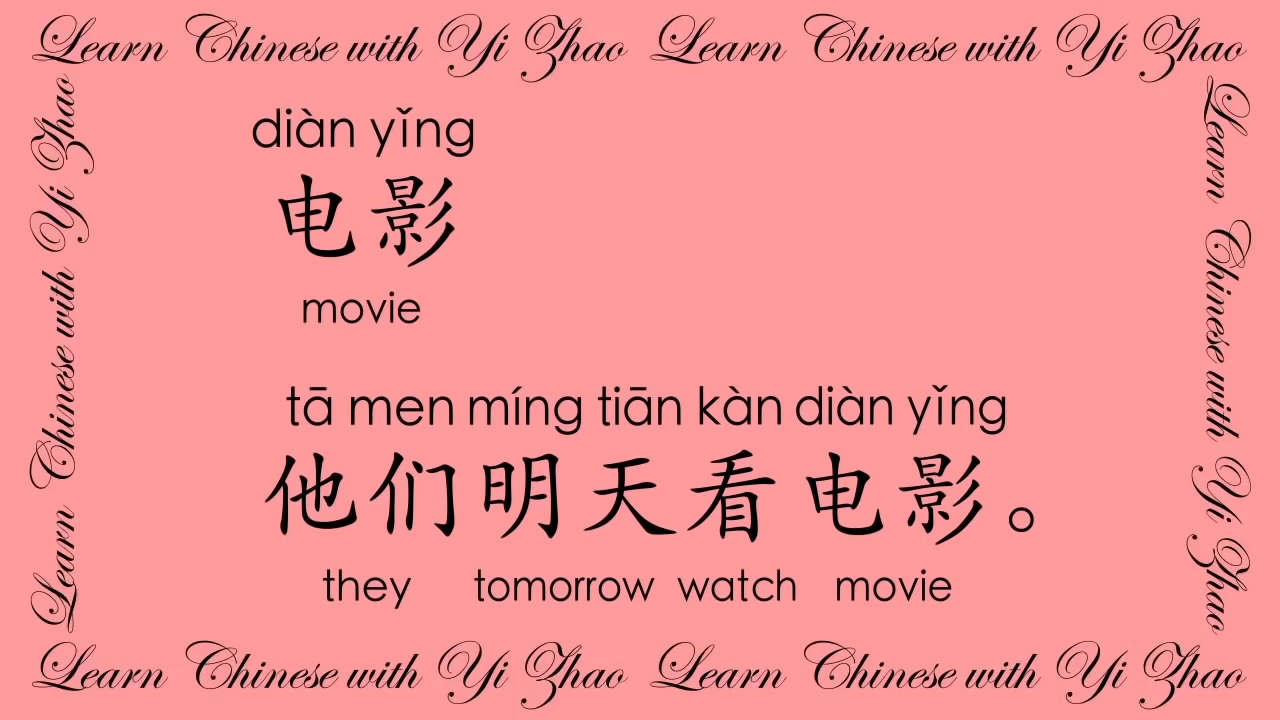 Learn Chinese with Yi Zhao Learn Chinese with Yi Zhao
Learn Chinese with Yi Zhao
Learn Chinese with Yi Zhao
diàn yǐng
电影
movie
tā men míng tiān kàn diàn yǐng
他们明天看电影。
they tomorrow watch movie
Learn Chinese with Yi Zhao Learn Chinese with Yi Zhao